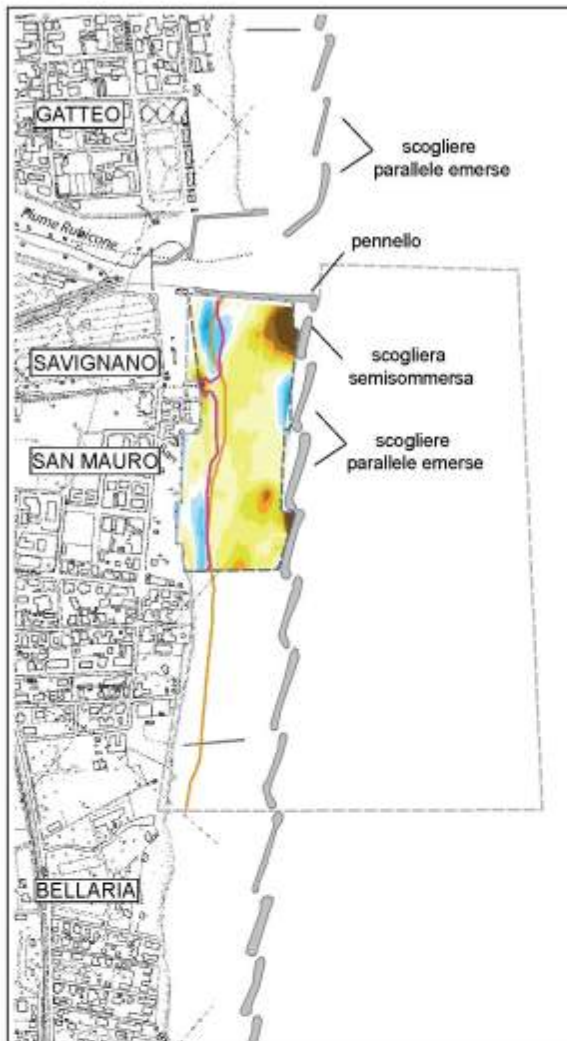 GATTEO
scogliere
parallele emerse
Fiume Rubicone
pennello
SAVIGNANO
scogliera
semisommersa
SAN MAURO
scogliere
parallele emerse
BELLARIA